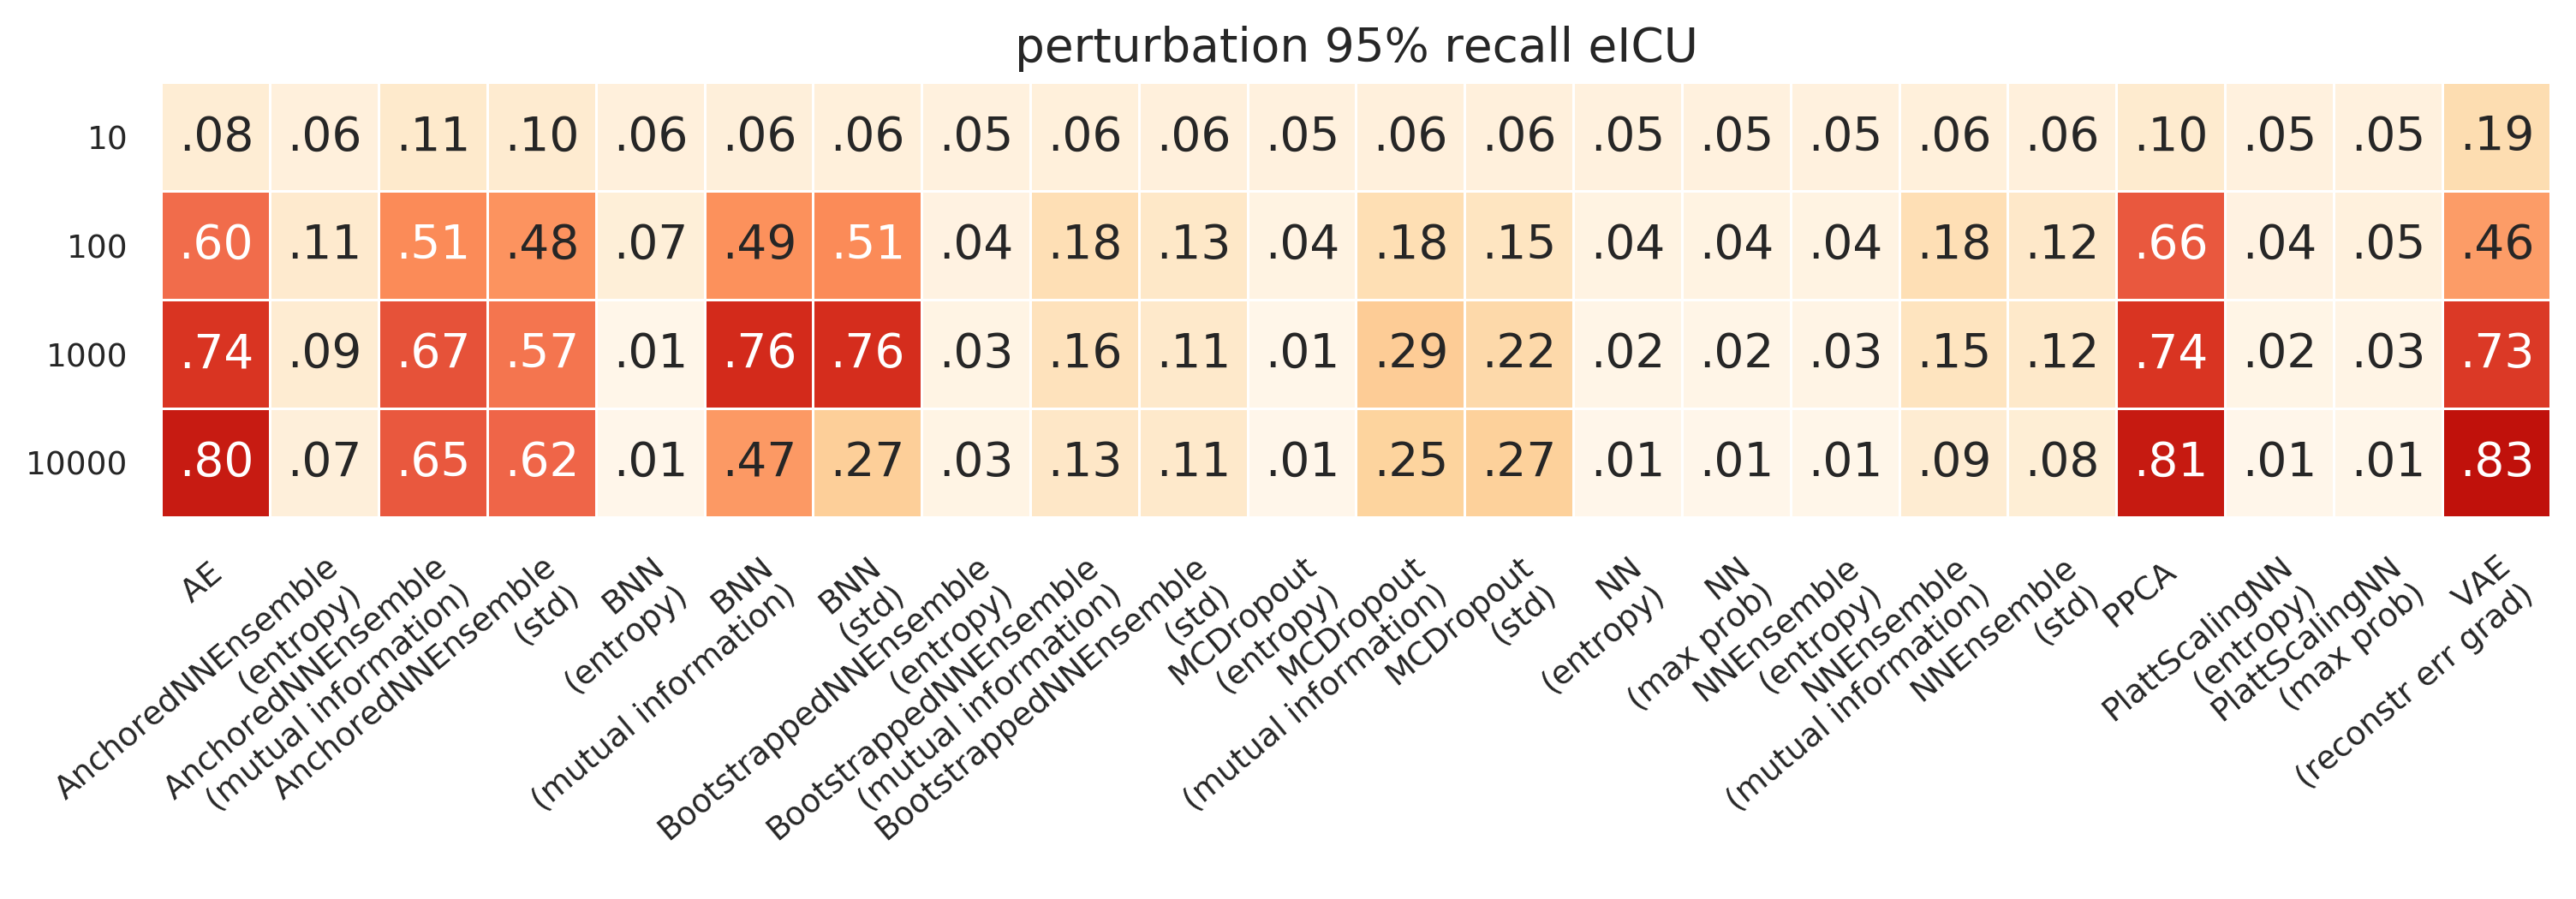 perturbation 95% recall eICU
10 .08 .06 .11 .10 .06 .06 .06 .05 .06 .06 .05 .06 .06 .05 .05 .05 .06 .06 .10 .05 .05 .19
100 .60 .11 .51 .48 .07 .49 .51 .04 .18 .13 .04 .18 .15 .04 .04 .04 .18 .12 .66 .04 .05 .46
1000 .74 .09 .67 .57 .01 .76 .76 .03 .16 .11 .01 .29 .22 .02 .02 .03 .15 .12 .74 .02 .03 .73
10000 .80 .07 .65 .62 .01 .47 .27 .03 .13 .11 .01 .25 .27 .01 .01 .01 .09 .08 .81 .01 .01 .83
AE
AnchoredNNEnsemble
(entropy)
AnchoredNNEnsemble
(mutual information)
AnchoredNNEnsemble
(std)
BNN
(entropy)
BNN
(mutual information)
BNN
(std)
BootstrappedNNEnsemble
(entropy)
BootstrappedNNEnsemble
(mutual information)
BootstrappedNNEnsemble
(std)
MCDropout
(entropy)
MCDropout
(mutual information)
MCDropout
(std)
NN
(entropy)
NN
(max prob)
NNEnsemble
(entropy)
NNEnsemble
(mutual information)
NNEnsemble
(std)
PPCA
PlattScalingNN
(entropy)
PlattScalingNN
(max prob)
VAE
(reconstr err grad)